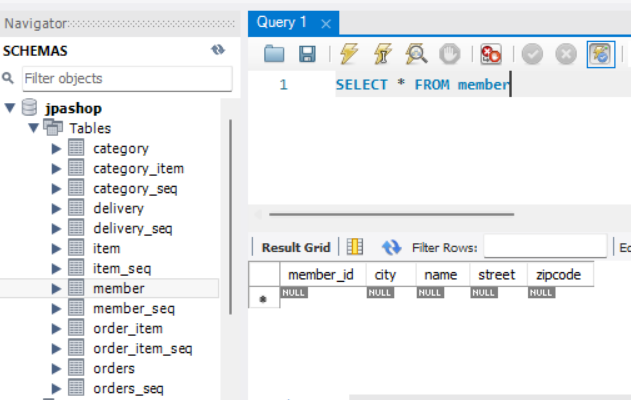 Navigator
Query 1
SCHEMAS
Filter objects
1 SELECT * FROM member
jpashop
Tables
category
category_item
category_seq
delivery
delivery_seq
item
item_seq
member
member_seq
order_item
order_item_seq
orders
orders_seq
Result Grid Filter Rows:
member_id city name street zipcode
NULL NULL NULL NULL NULL